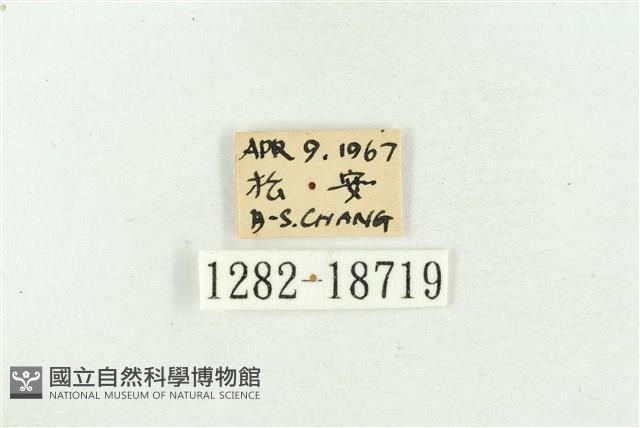 APR 9. 1967
松 安
B-S. CHANG
1282-18719
國立自然科學博物館
NATIONAL MUSEUM OF NATURAL SCIENCE